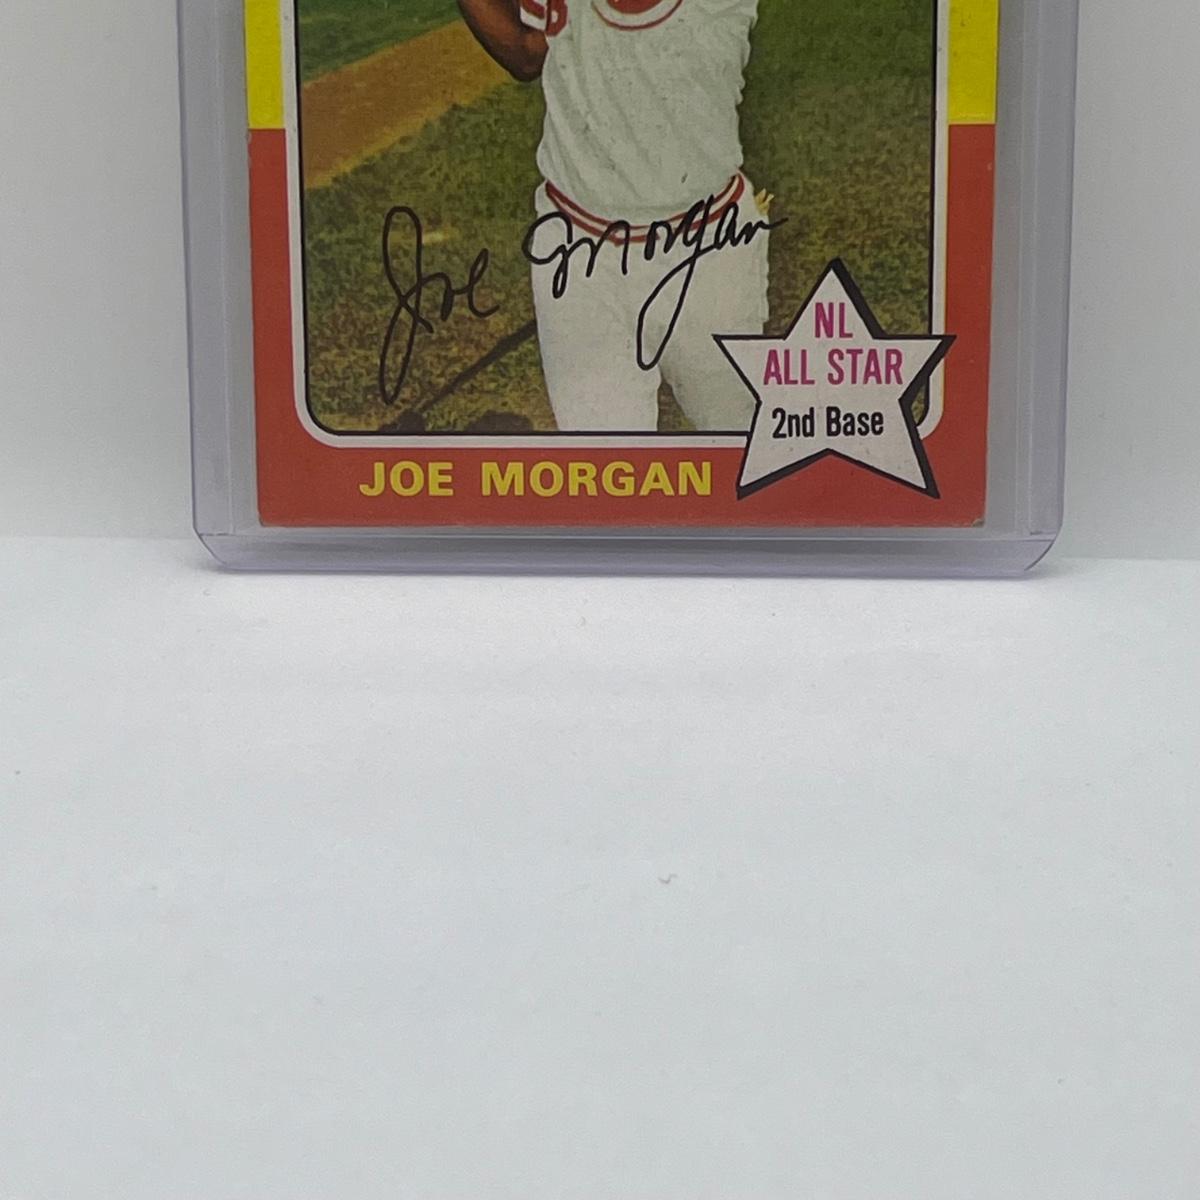 Joe Morgan
NL
ALL STAR
2nd Base
JOE MORGAN